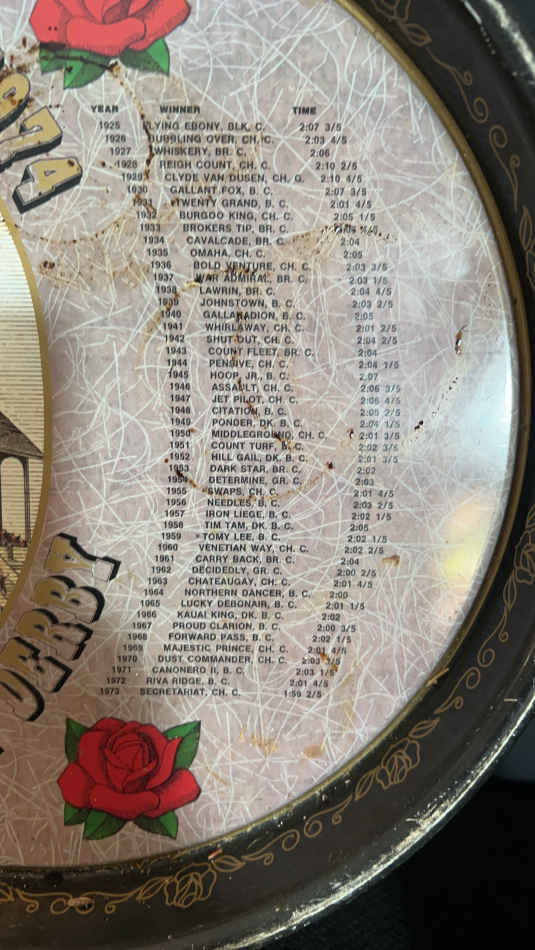 1974
YEAR WINNER TIME
1925 FLYING EBONY, BLK. C. 2:07 3/5
1926 BUBBLING OVER, CH. C. 2:03 4/5
1927 WHISKERY, BR. C. 2:06
1928 REIGH COUNT, CH. C. 2:10 2/5
1929 CLYDE VAN DUSEN, CH. G. 2:10 4/5
1930 GALLANT FOX, B. C. 2:07 3/5
1931 TWENTY GRAND, B. C. 2:01 4/5
1932 BURGOO KING, CH. C. 2:05 1/5
1933 BROKERS TIP, BR. C.
1934 CAVALCADE, BR. C. 2:04
1935 OMAHA, CH. C. 2:05
1936 BOLD VENTURE, CH. C. 2:03 3/5
1937 WAR ADMIRAL, BR. C. 2:03 1/5
1938 LAWRIN, BR. C. 2:04 4/5
1939 JOHNSTOWN, B. C. 2:03 2/5
1940 GALLAHADION, B. C. 2:05
1941 WHIRLAWAY, CH. C. 2:01 2/5
1942 SHUT OUT, CH. C. 2:04 2/5
1943 COUNT FLEET, BR. C. 2:04
1944 PENSIVE, CH. C. 2:04 1/5
1945 HOOP, JR., B. C. 2:07
1946 ASSAULT, CH. C. 2:06 3/5
1947 JET PILOT, CH. C. 2:06 4/5
1948 CITATION, B. C. 2:05 2/5
1949 PONDER, DK. B. C. 2:04 1/5
1950 MIDDLEGROUND, CH. C. 2:01 3/5
1951 COUNT TURF, B. C. 2:02 3/5
1952 HILL GAIL, DK. B. C. 2:01 3/5
1953 DARK STAR, BR. C. 2:02
1954 DETERMINE, GR. C. 2:03
1955 SWAPS, CH. C. 2:01 4/5
1956 NEEDLES, B. C. 2:03 2/5
1957 IRON LIEGE, B. C. 2:02 1/5
1958 TIM TAM, DK. B. C. 2:05
1959 TOMY LEE, B. C. 2:02 1/5
1960 VENETIAN WAY, CH. C. 2:02 2/5
1961 CARRY BACK, BR. C. 2:04
1962 DECIDEDLY, GR. C. 2:00 2/5
1963 CHATEAUGAY, CH. C. 2:01 4/5
1964 NORTHERN DANCER, B. C. 2:00
1965 LUCKY DEBONAIR, B. C. 2:01 1/5
1966 KAUAI KING, DK. B. C. 2:02
1967 PROUD CLARION, B. C. 2:00 3/5
1968 FORWARD PASS, B. C. 2:02 1/5
1969 MAJESTIC PRINCE, CH. C. 2:01 4/5
1970 DUST COMMANDER, CH. C. 2:03 2/5
1971 CANONERO II, B. C. 2:03 1/5
1972 RIVA RIDGE, B. C. 2:01 4/5
1973 SECRETARIAT, CH. C. 1:59 2/5
DERBY